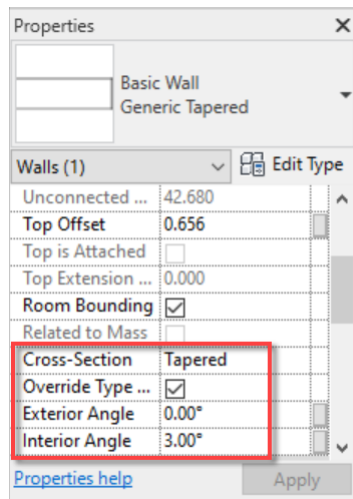 Properties
Basic Wall
Generic Tapered
Walls (1) Edit Type
Unconnected ... 42.680
Top Offset 0.656
Top is Attached
Top Extension ... 0.000
Room Bounding
Related to Mass
Cross-Section Tapered
Override Type ...
Exterior Angle 0.00°
Interior Angle 3.00°
Properties help Apply